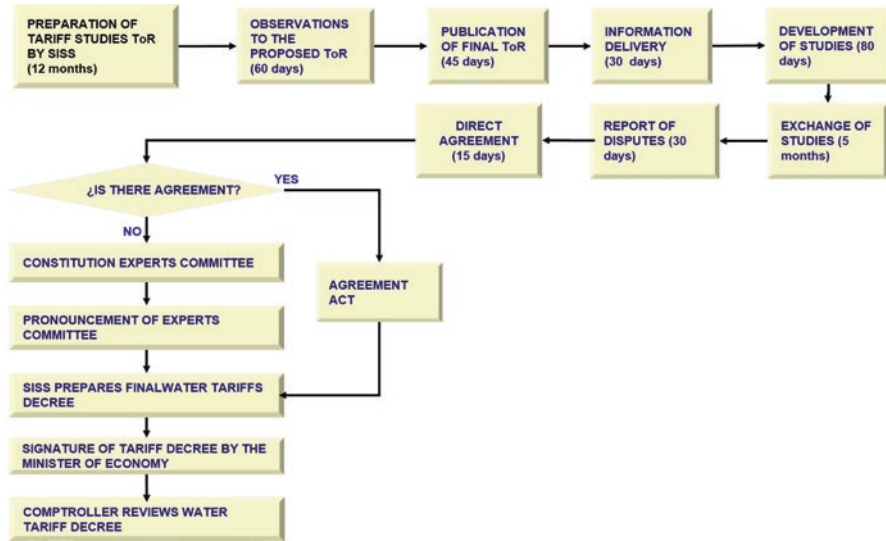 PREPARATION OF
TARIFF STUDIES ToR
BY SISS
(12 months)
OBSERVATIONS
TO THE
PROPOSED ToR
(60 days)
PUBLICATION
OF FINAL ToR
(45 days)
INFORMATION
DELIVERY
(30 days)
DEVELOPMENT
OF STUDIES (80
days)
EXCHANGE OF
STUDIES (5
months)
REPORT OF
DISPUTES (30
days)
DIRECT
AGREEMENT
(15 days)
¿IS THERE AGREEMENT?
YES
NO
CONSTITUTION EXPERTS COMMITTEE
AGREEMENT
ACT
PRONOUNCEMENT OF EXPERTS
COMMITTEE
SISS PREPARES FINALWATER TARIFFS
DECREE
SIGNATURE OF TARIFF DECREE BY THE
MINISTER OF ECONOMY
COMPTROLLER REVIEWS WATER
TARIFF DECREE